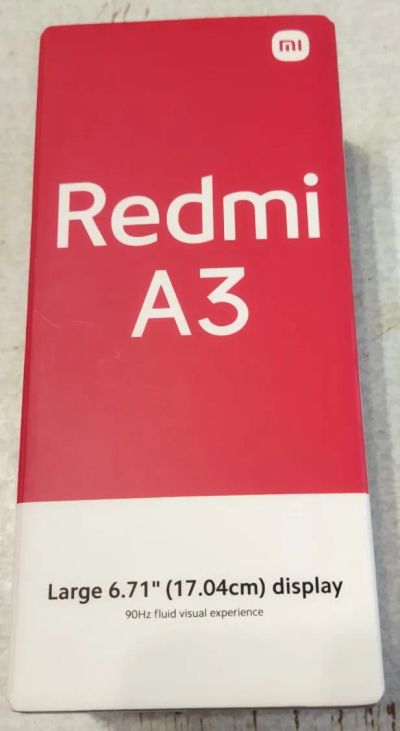 mi
Redmi
A3
Large 6.71" (17.04cm) display
90Hz fluid visual experience